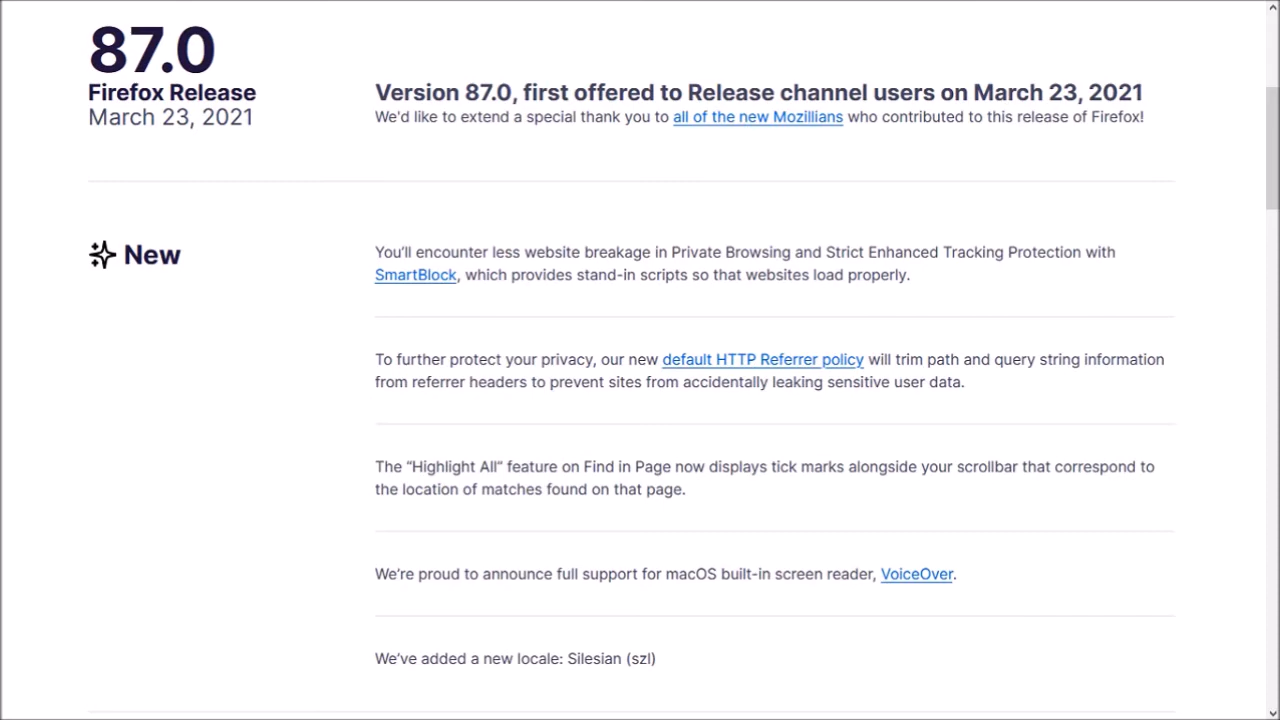 87.0
Firefox Release
March 23, 2021
Version 87.0, first offered to Release channel users on March 23, 2021
We'd like to extend a special thank you to all of the new Mozillians who contributed to this release of Firefox!
New
You’ll encounter less website breakage in Private Browsing and Strict Enhanced Tracking Protection with
SmartBlock, which provides stand-in scripts so that websites load properly.
To further protect your privacy, our new default HTTP Referrer policy will trim path and query string information
from referrer headers to prevent sites from accidentally leaking sensitive user data.
The “Highlight All” feature on Find in Page now displays tick marks alongside your scrollbar that correspond to
the location of matches found on that page.
We’re proud to announce full support for macOS built-in screen reader, VoiceOver.
We’ve added a new locale: Silesian (szl)